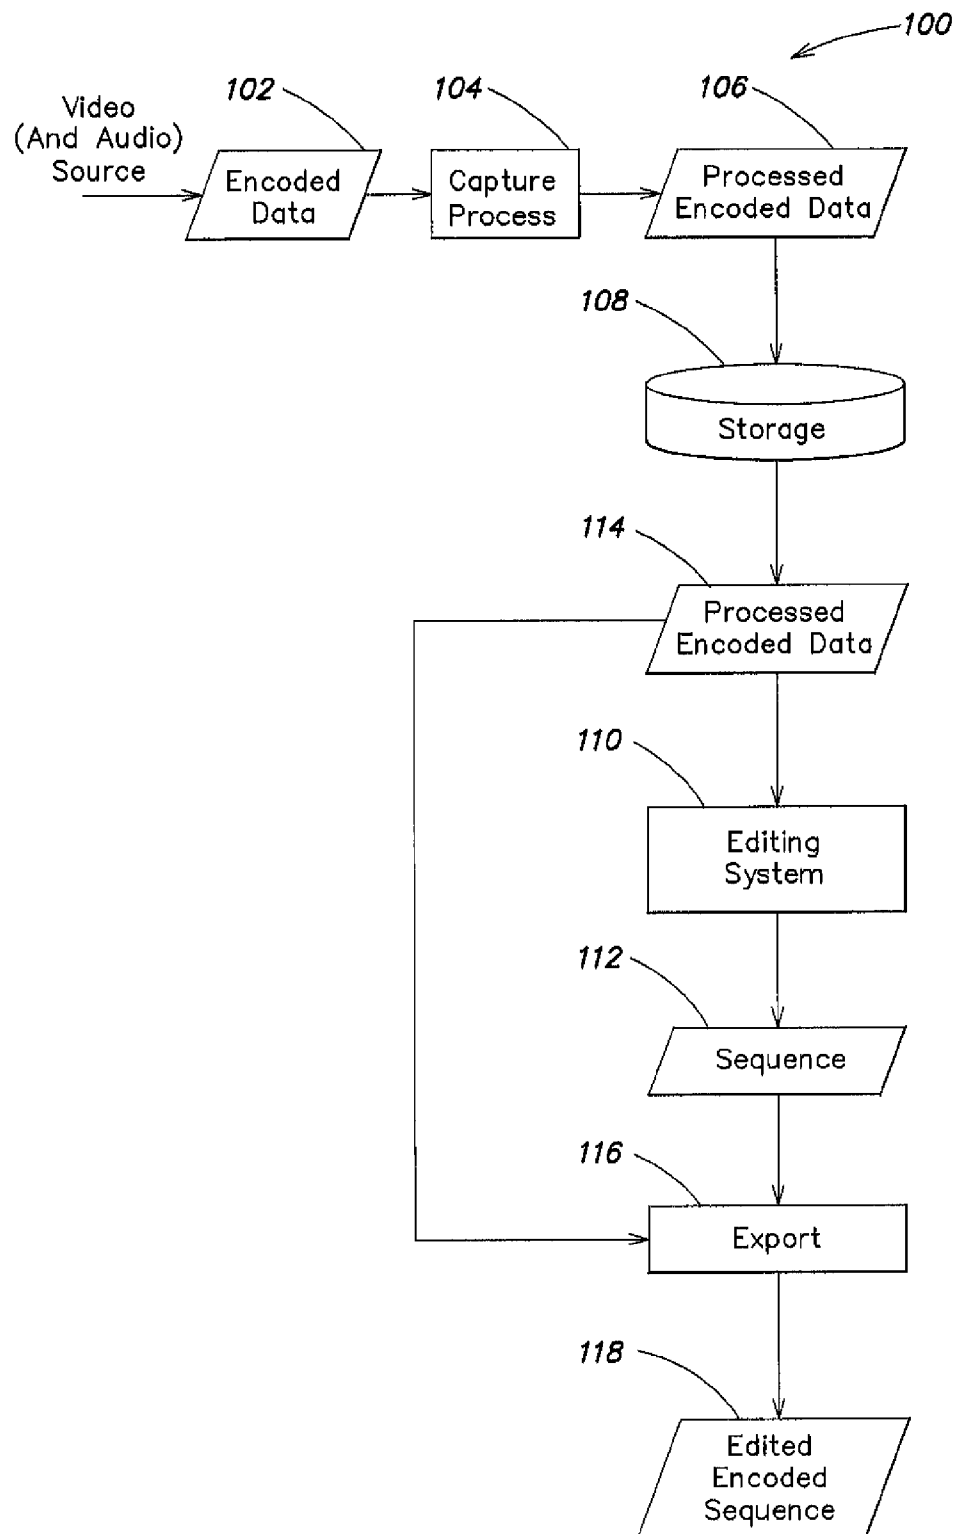 100
102
104
106
Video
(And Audio)
Source
Encoded
Data
Capture
Process
Processed
Encoded Data
108
Storage
114
Processed
Encoded Data
110
Editing
System
112
Sequence
116
Export
118
Edited
Encoded
Sequence